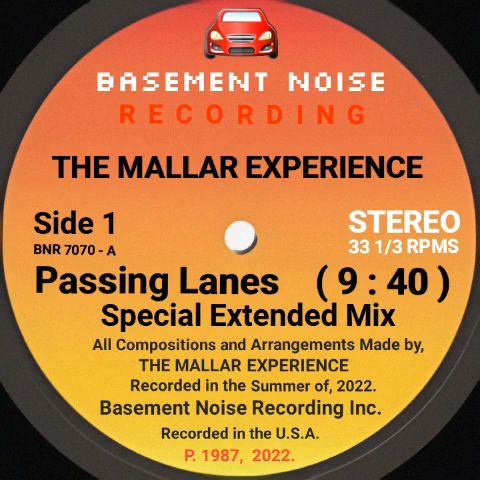 BASEMENT NOISE
RECORDING
THE MALLAR EXPERIENCE
Side 1
STEREO
BNR 7070 - A
33 1/3 RPMS
Passing Lanes ( 9 : 40 )
Special Extended Mix
All Compositions and Arrangements Made by,
THE MALLAR EXPERIENCE
Recorded in the Summer of, 2022.
Basement Noise Recording Inc.
Recorded in the U.S.A.
P. 1987, 2022.